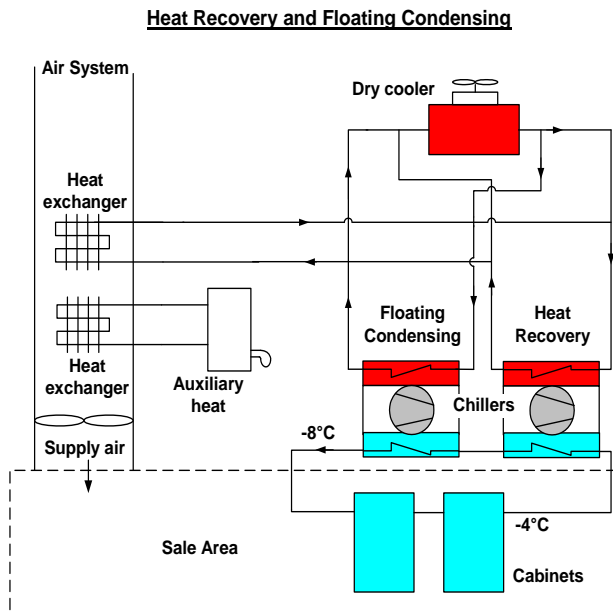 Heat Recovery and Floating Condensing
Air System
Dry cooler
Heat
exchanger
Floating
Condensing
Heat
Recovery
Heat
exchanger
Auxiliary
heat
Chillers
Supply air
-8°C
-4°C
Sale Area
Cabinets